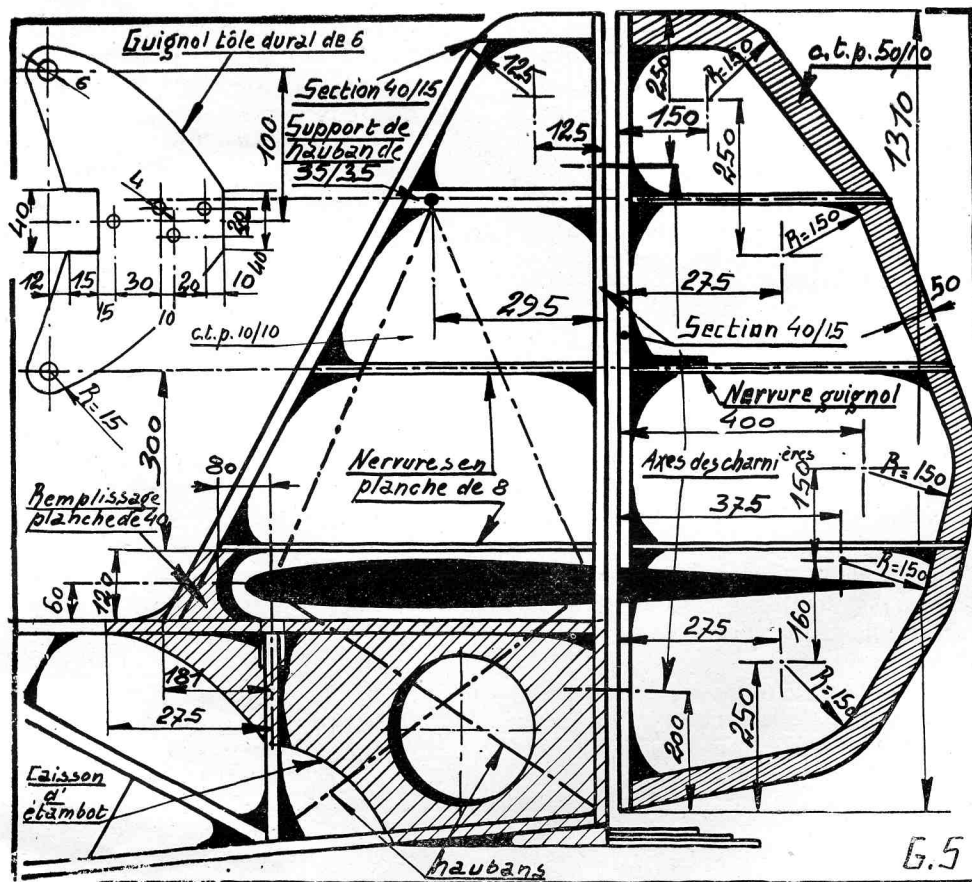 Guignol tôle dural de 6
6
100
4
40
20
40
12
15
30
20
10
15
10
R=15
Section 40/15
Support de
hauban de
35/35
125
125
250
R=150
150
c.t.p. 50/10
1310
250
R=150
275
50
295
Section 40/15
c.t.p. 10/10
Nervure guignol
400
300
80
Nervures en
planche de 8
Axes des charnières
150
R=150
375
Remplissage
planche de 40
120
60
R=150
275
160
R=150
187
275
200
250
Caisson
d'
étambot
haubans
G.5